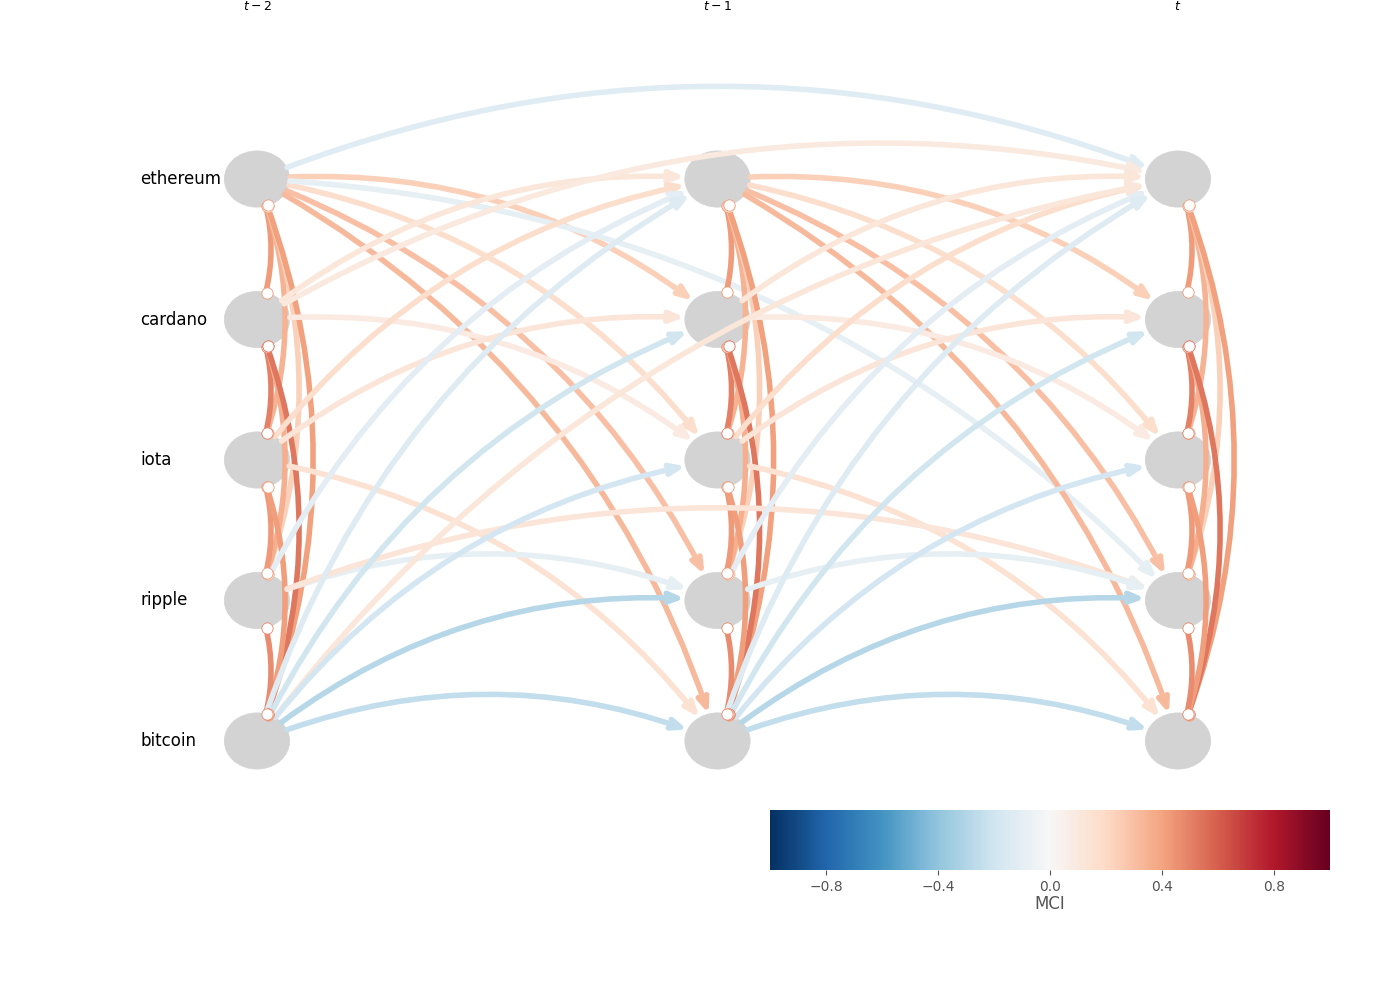 t − 2 t − 1 t
ethereum
cardano
iota
ripple
bitcoin
−0.8 −0.4 0.0 0.4 0.8
MCI